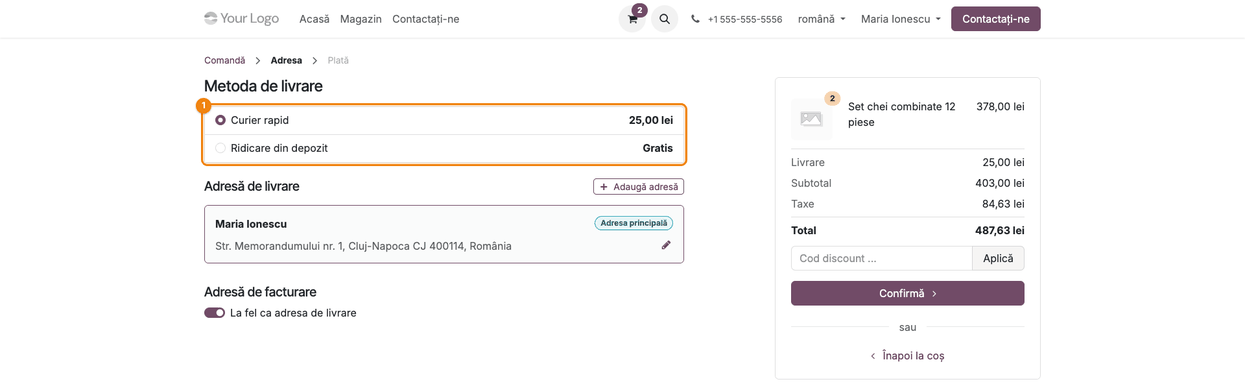 Your Logo Acasă Magazin Contactați-ne 2 +1 555-555-5556 română Maria Ionescu Contactați-ne
Comandă > Adresa > Plată
Metoda de livrare
1
Curier rapid 25,00 lei
Ridicare din depozit Gratis
Adresă de livrare + Adaugă adresă
Maria Ionescu Adresa principală
Str. Memorandumului nr. 1, Cluj-Napoca CJ 400114, România
Adresă de facturare
La fel ca adresa de livrare
2
Set chei combinate 12 378,00 lei
piese
Livrare 25,00 lei
Subtotal 403,00 lei
Taxe 84,63 lei
Total 487,63 lei
Cod discount ... Aplică
Confirmă >
sau
< Înapoi la coș